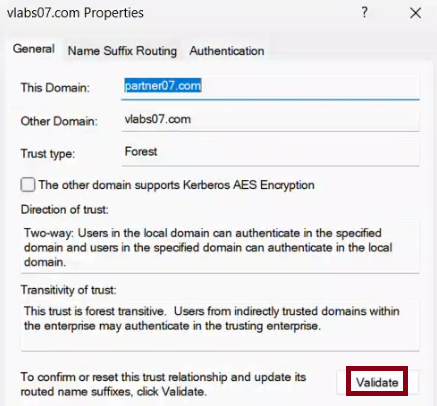 vlabs07.com Properties
General
Name Suffix Routing
Authentication
This Domain:
partner07.com
Other Domain:
vlabs07.com
Trust type:
Forest
The other domain supports Kerberos AES Encryption
Direction of trust:
Two-way: Users in the local domain can authenticate in the specified
domain and users in the specified domain can authenticate in the local
domain.
Transitivity of trust:
This trust is forest transitive.  Users from indirectly trusted domains within
the enterprise may authenticate in the trusting enterprise.
To confirm or reset this trust relationship and update its
routed name suffixes, click Validate.
Validate